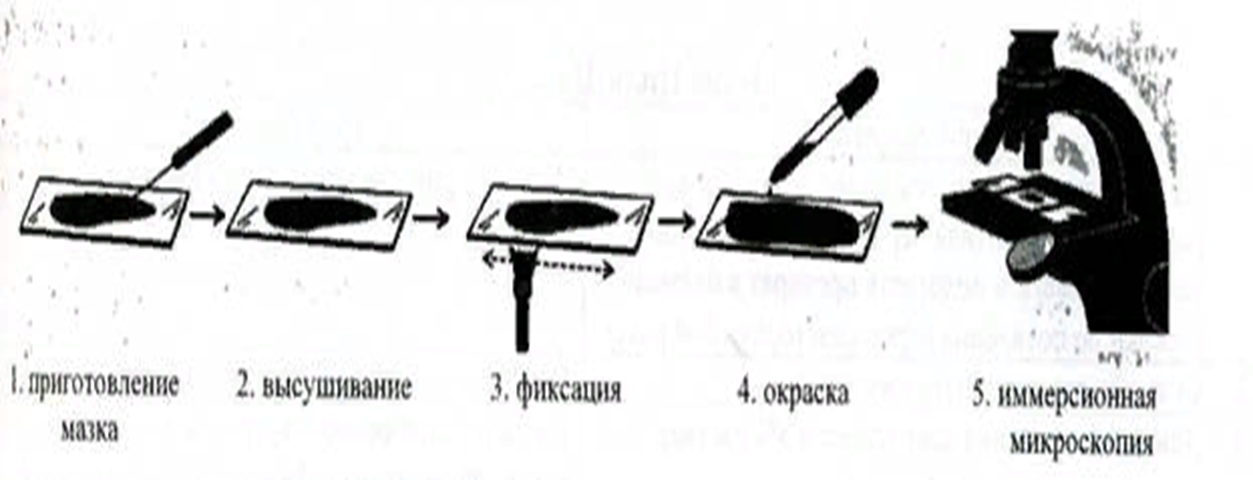 1. приготовление
мазка
2. высушивание
3. фиксация
4. окраска
5. иммерсионная
микроскопия